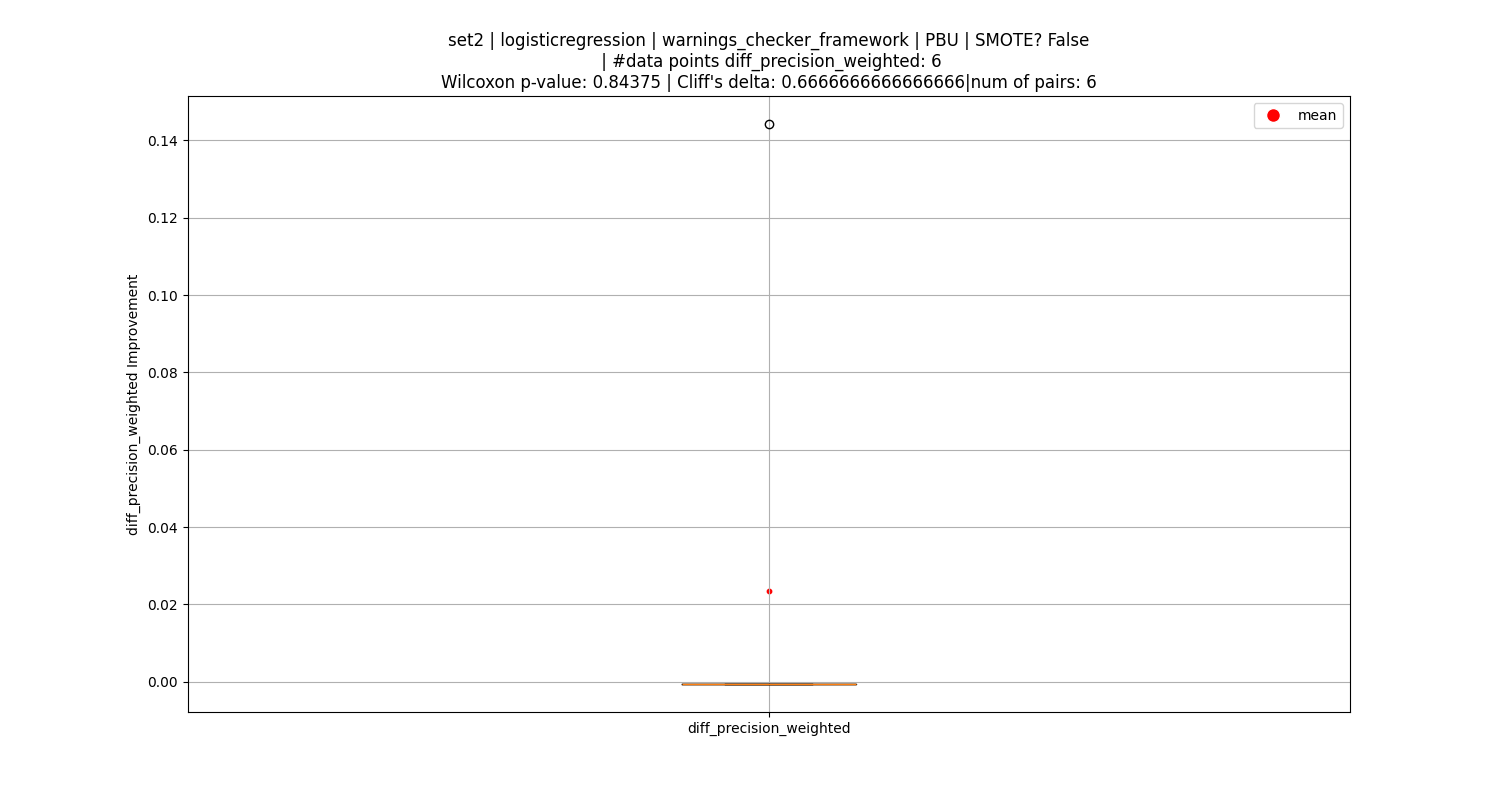 set2 | logisticregression | warnings_checker_framework | PBU | SMOTE? False
| #data points diff_precision_weighted: 6
Wilcoxon p-value: 0.84375 | Cliff's delta: 0.6666666666666666|num of pairs: 6
mean
0.14
0.12
0.10
0.08
0.06
0.04
0.02
0.00
diff_precision_weighted Improvement
diff_precision_weighted